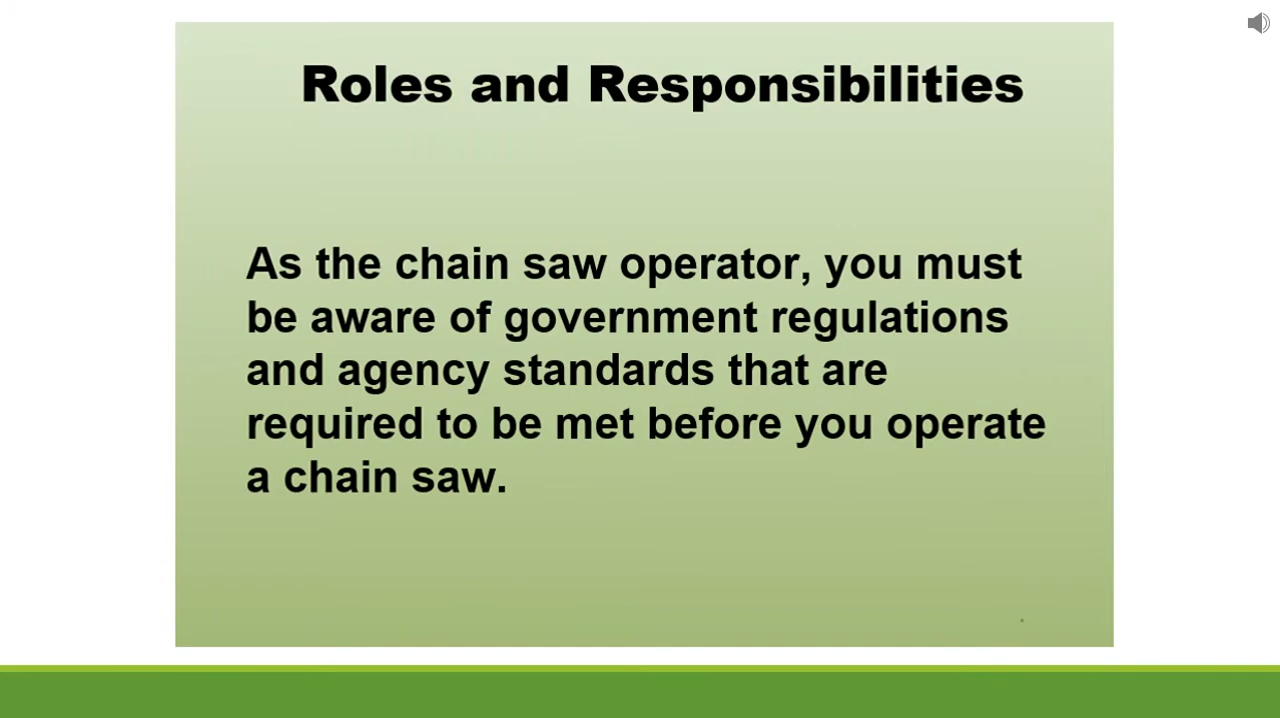 Roles and Responsibilities
As the chain saw operator, you must
be aware of government regulations
and agency standards that are
required to be met before you operate
a chain saw.